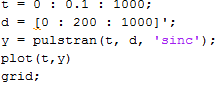 t = 0 : 0.1 : 1000;
d = [0 : 200 : 1000]';
y = pulstran(t, d, 'sinc');
plot(t,y)
grid;